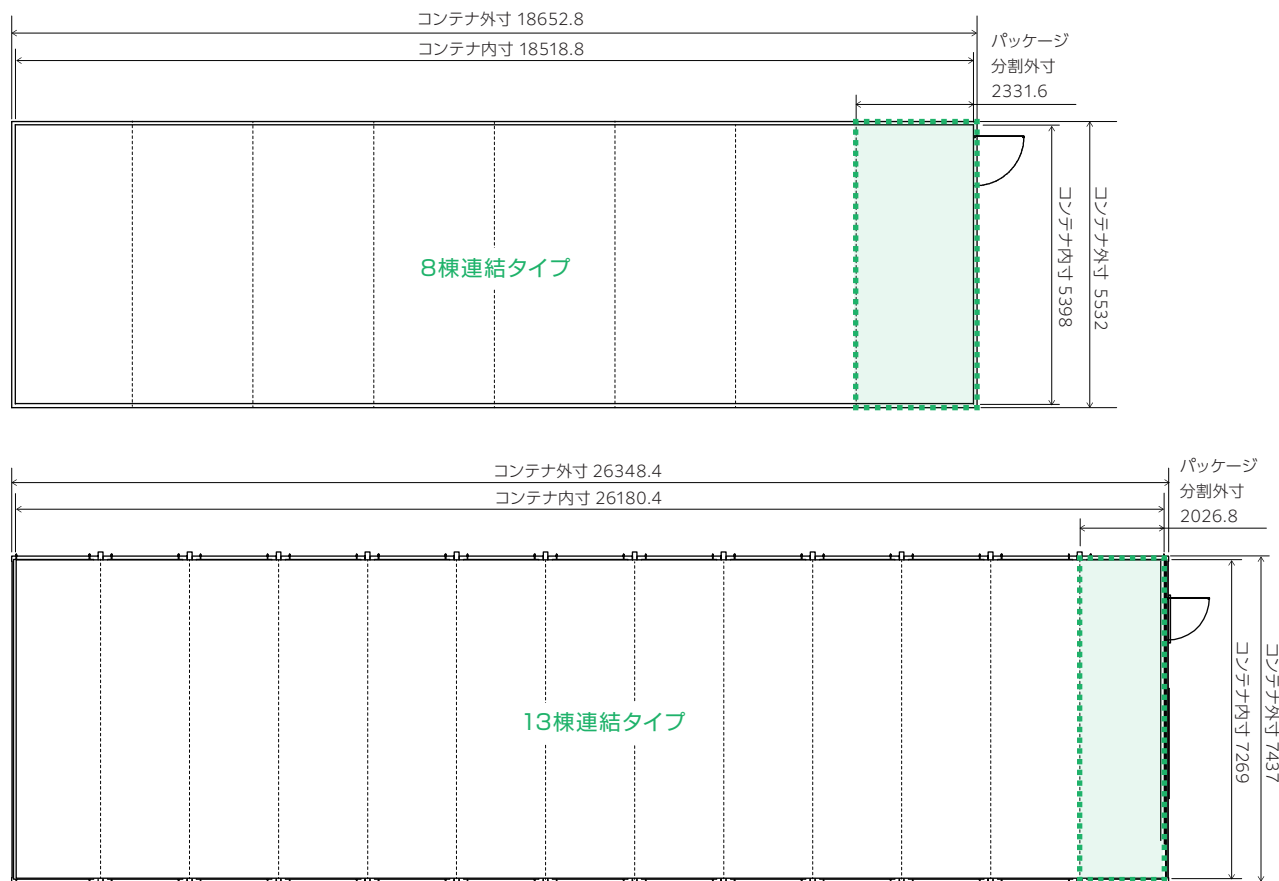 コンテナ外寸 18652.8
コンテナ内寸 18518.8
パッケージ
分割外寸
2331.6
8棟連結タイプ
コンテナ内寸 5398
コンテナ外寸 5532
コンテナ外寸 26348.4
コンテナ内寸 26180.4
パッケージ
分割外寸
2026.8
13棟連結タイプ
コンテナ内寸 7269
コンテナ外寸 7437